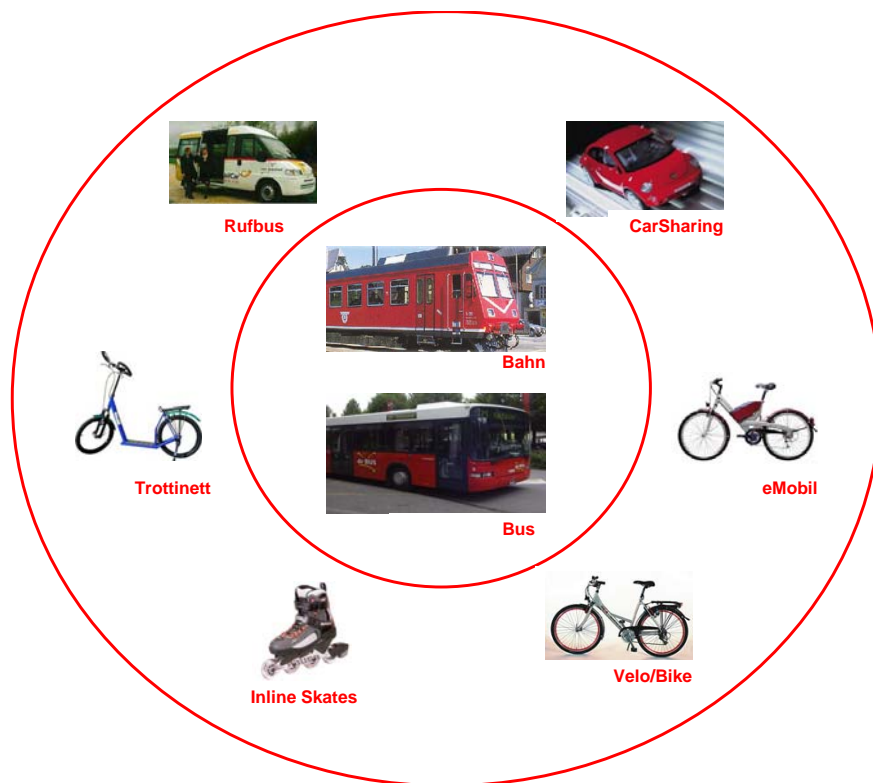 Rufbus
CarSharing
Bahn
Trottinett
eMobil
Bus
Inline Skates
Velo/Bike